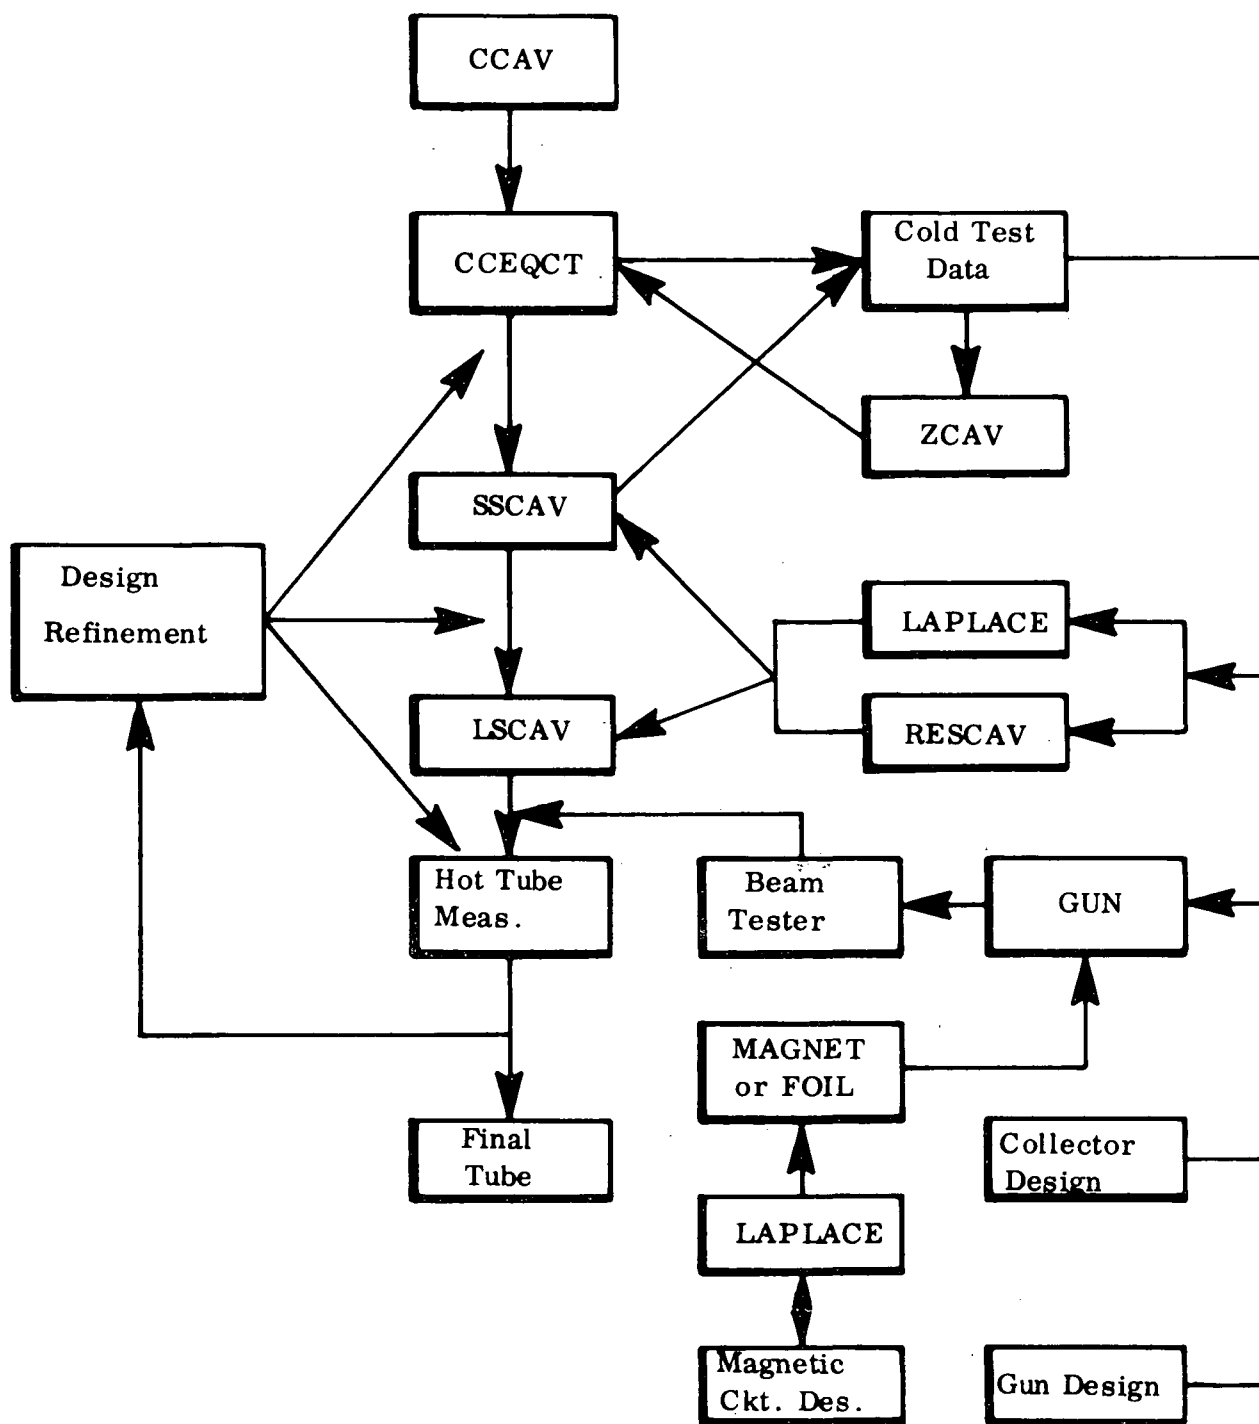 CCAV
CCEQCT
Cold Test
Data
ZCAV
SSCAV
Design
Refinement
LAPLACE
LSCAV
RESCAV
Hot Tube
Meas.
Beam
Tester
GUN
MAGNET
or FOIL
Final
Tube
Collector
Design
LAPLACE
Magnetic
Ckt. Des.
Gun Design